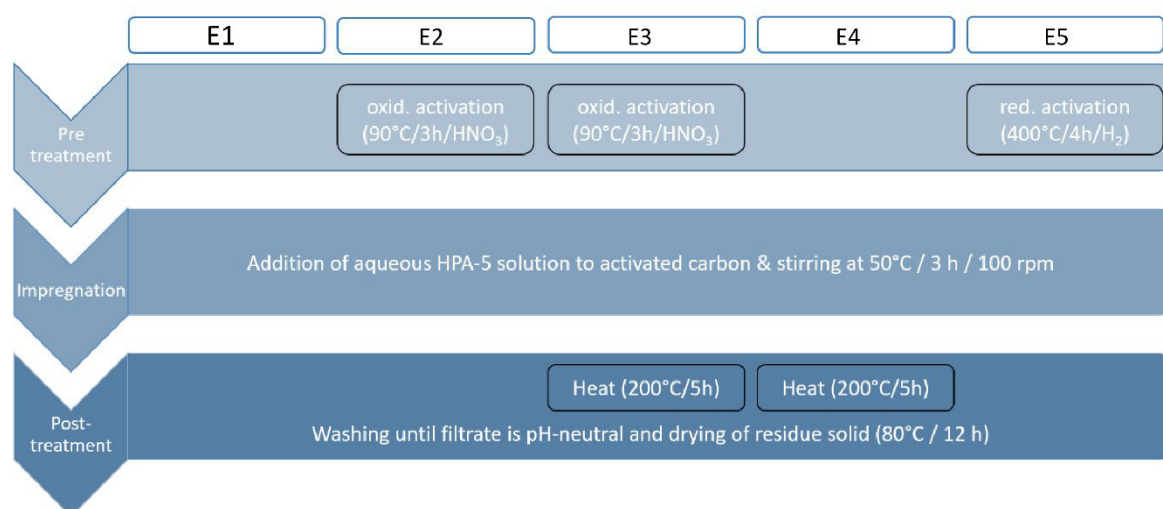 E1 E2 E3 E4 E5
Pre
treatment
oxid. activation
(90°C/3h/HNO₃)
oxid. activation
(90°C/3h/HNO₃)
red. activation
(400°C/4h/H₂)
Impregnation
Addition of aqueous HPA-5 solution to activated carbon & stirring at 50°C / 3 h / 100 rpm
Post-
treatment
Heat (200°C/5h)
Heat (200°C/5h)
Washing until filtrate is pH-neutral and drying of residue solid (80°C / 12 h)